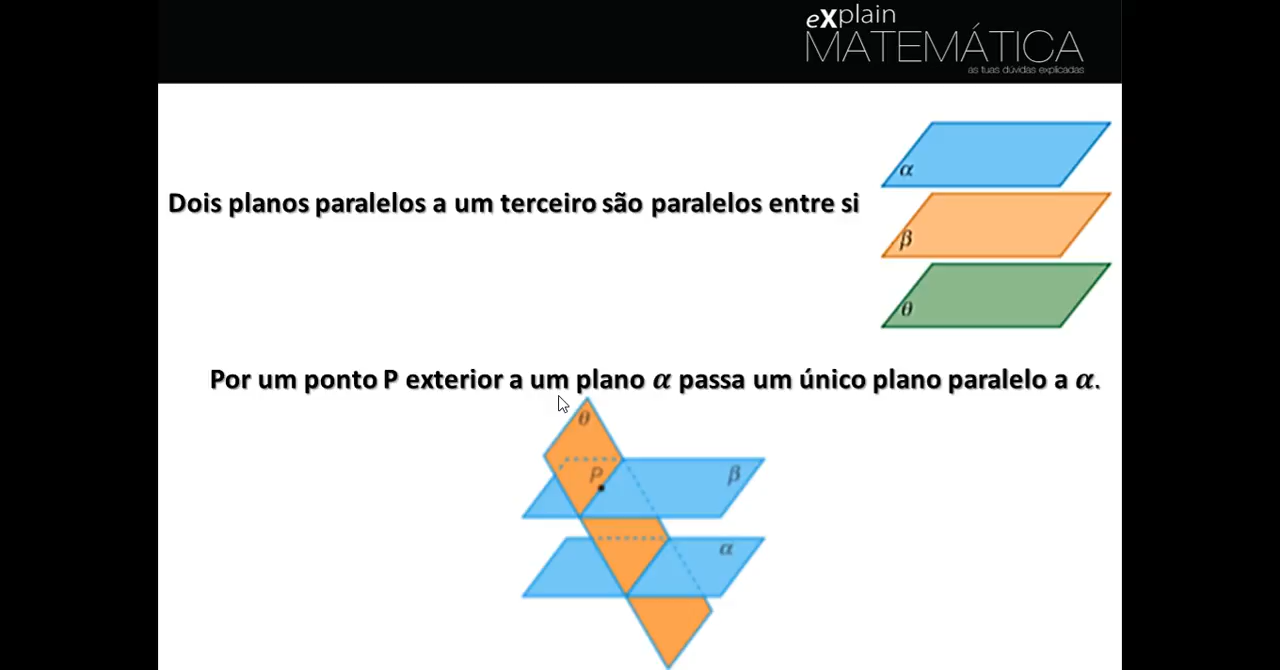 eXplain
MATEMÁTICA
as tuas dúvidas explicadas
α
Dois planos paralelos a um terceiro são paralelos entre si
β
θ
Por um ponto P exterior a um plano α passa um único plano paralelo a α.
θ
P
β
α